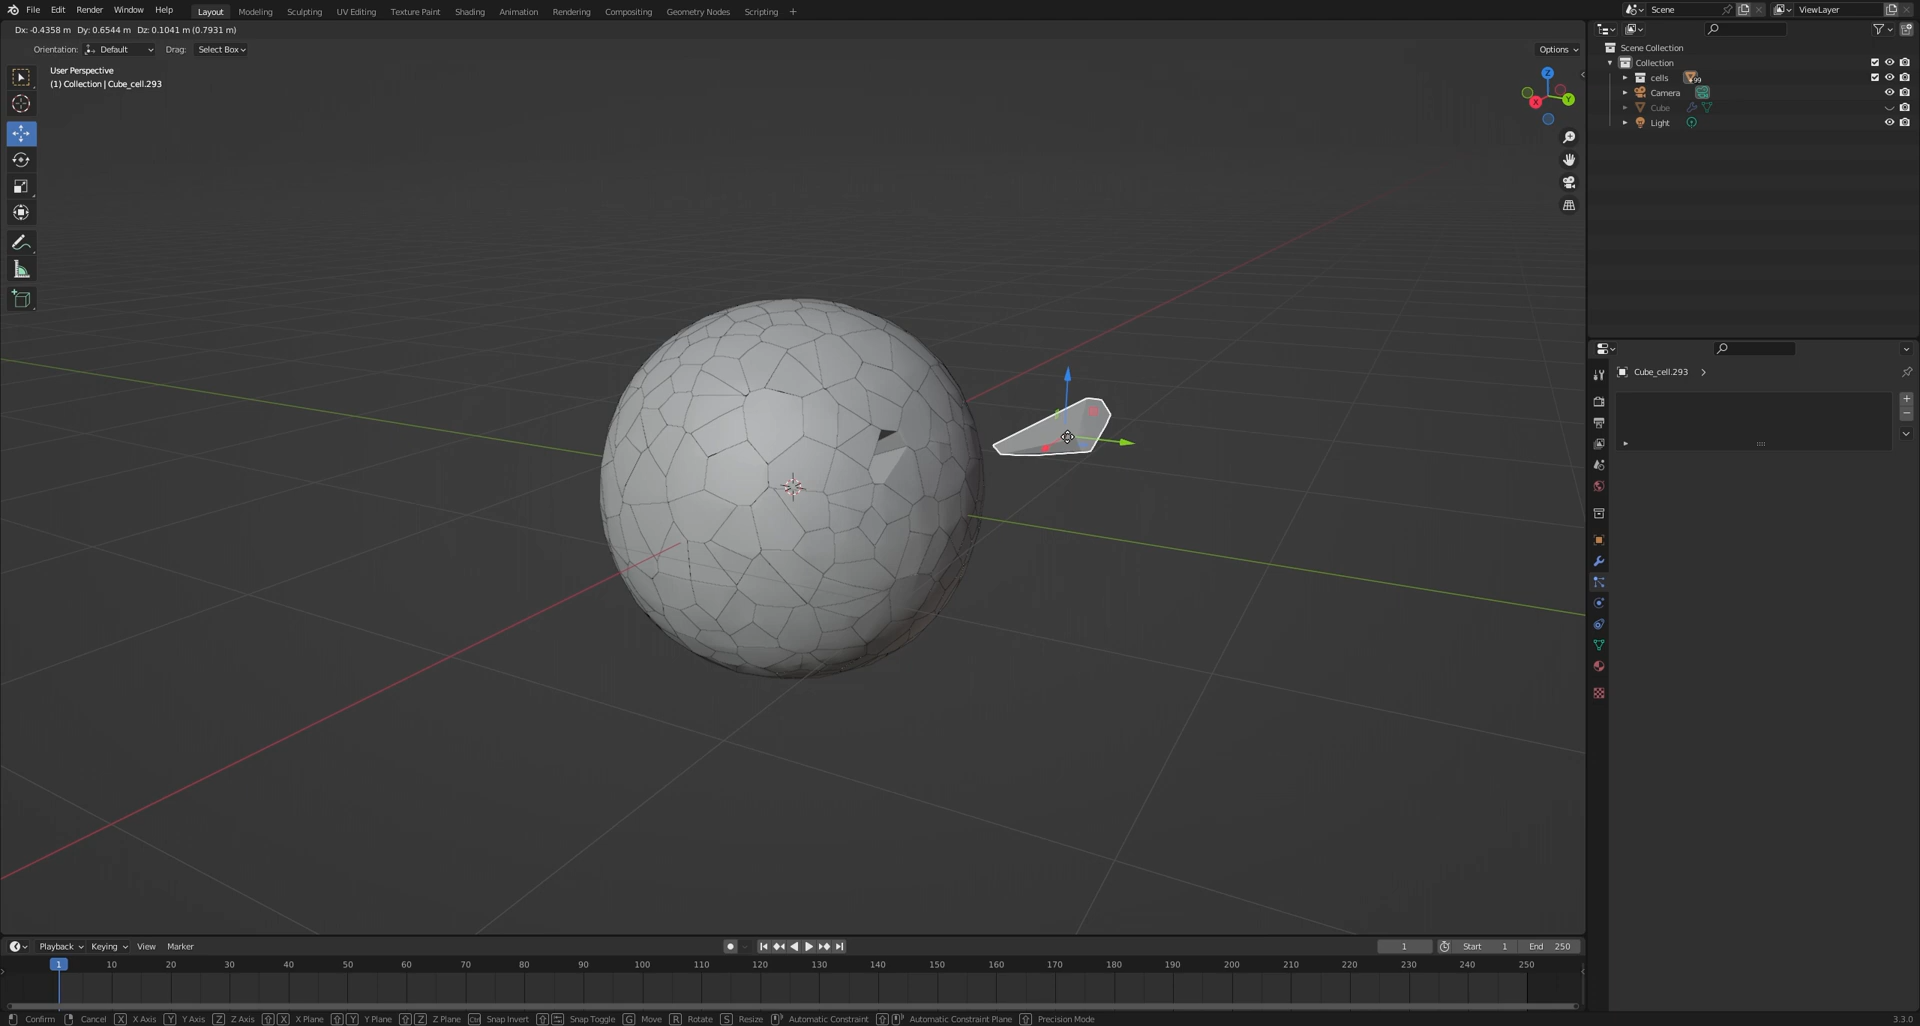 File Edit Render Window Help Layout Modeling Sculpting UV Editing Texture Paint Shading Animation Rendering Compositing Geometry Nodes Scripting + Scene ViewLayer
Dx: -0.4358 m Dy: 0.6544 m Dz: 0.1041 m (0.7931 m)
Orientation: Default Drag: Select Box Options
User Perspective
(1) Collection | Cube_cell.293
Z
X Y
Scene Collection
Collection
cells 99
Camera
Cube
Light
Cube_cell.293
Playback Keying View Marker 1 Start 1 End 250
1 10 20 30 40 50 60 70 80 90 100 110 120 130 140 150 160 170 180 190 200 210 220 230 240 250
Confirm Cancel X X Axis Y Y Axis Z Z Axis X X Plane Y Y Plane Z Z Plane Ctrl Snap Invert Snap Toggle G Move R Rotate S Resize Automatic Constraint Automatic Constraint Plane Precision Mode 3.3.0